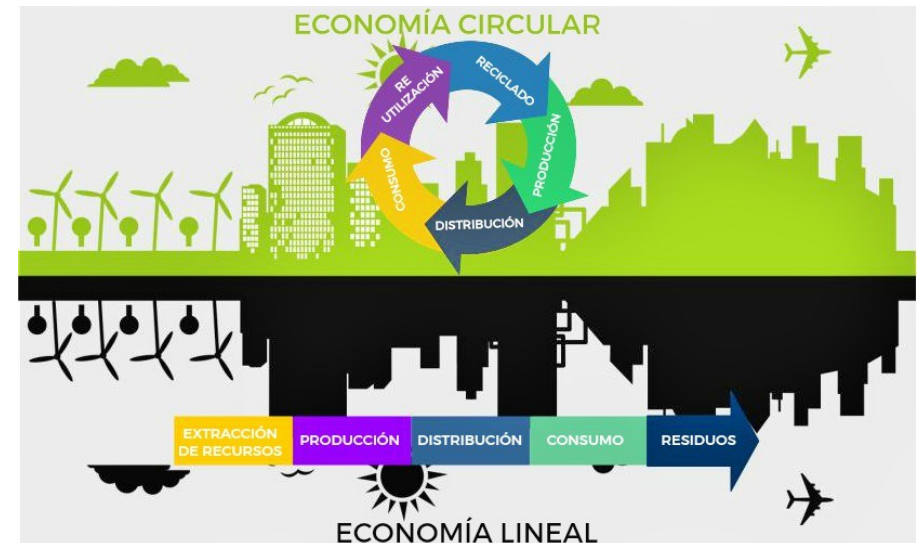 ECONOMÍA CIRCULAR
RE
UTILIZACIÓN
RECICLADO
PRODUCCIÓN
DISTRIBUCIÓN
CONSUMO
EXTRACCIÓN
DE RECURSOS
PRODUCCIÓN
DISTRIBUCIÓN
CONSUMO
RESIDUOS
ECONOMÍA LINEAL